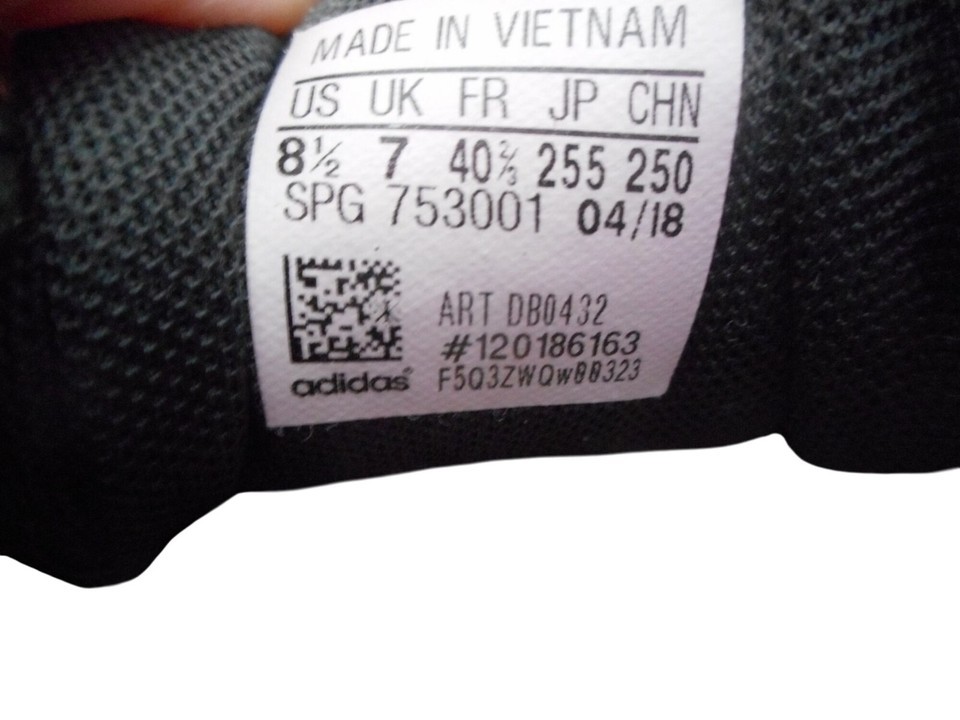 MADE IN VIETNAM
US UK FR JP CHN
8½ 7 40⅔ 255 250
SPG 753001 04/18
ART DB0432
#120186163
adidas®